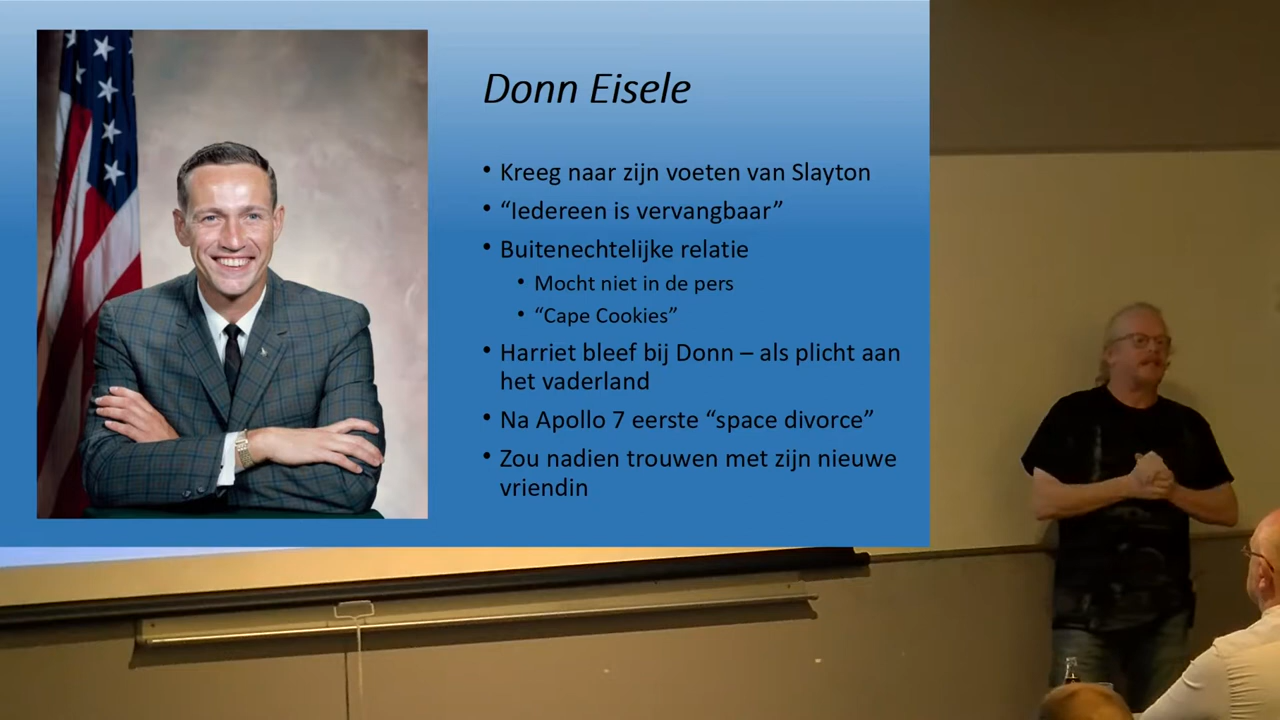 Donn Eisele
• Kreeg naar zijn voeten van Slayton
• “Iedereen is vervangbaar”
• Buitenechtelijke relatie
• Mocht niet in de pers
• “Cape Cookies”
• Harriet bleef bij Donn – als plicht aan
het vaderland
• Na Apollo 7 eerste “space divorce”
• Zou nadien trouwen met zijn nieuwe
vriendin